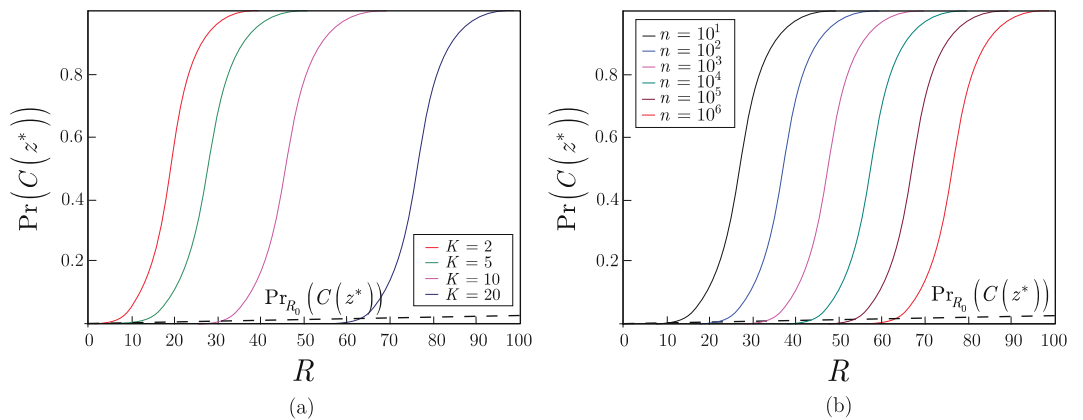 Pr(C(z*))
0.8
0.6
0.4
0.2
0 10 20 30 40 50 60 70 80 90 100
R
K = 2
K = 5
K = 10
K = 20
Pr_{R_0}(C(z*))
(a)
Pr(C(z*))
0.8
0.6
0.4
0.2
0 10 20 30 40 50 60 70 80 90 100
R
n = 10^1
n = 10^2
n = 10^3
n = 10^4
n = 10^5
n = 10^6
Pr_{R_0}(C(z*))
(b)